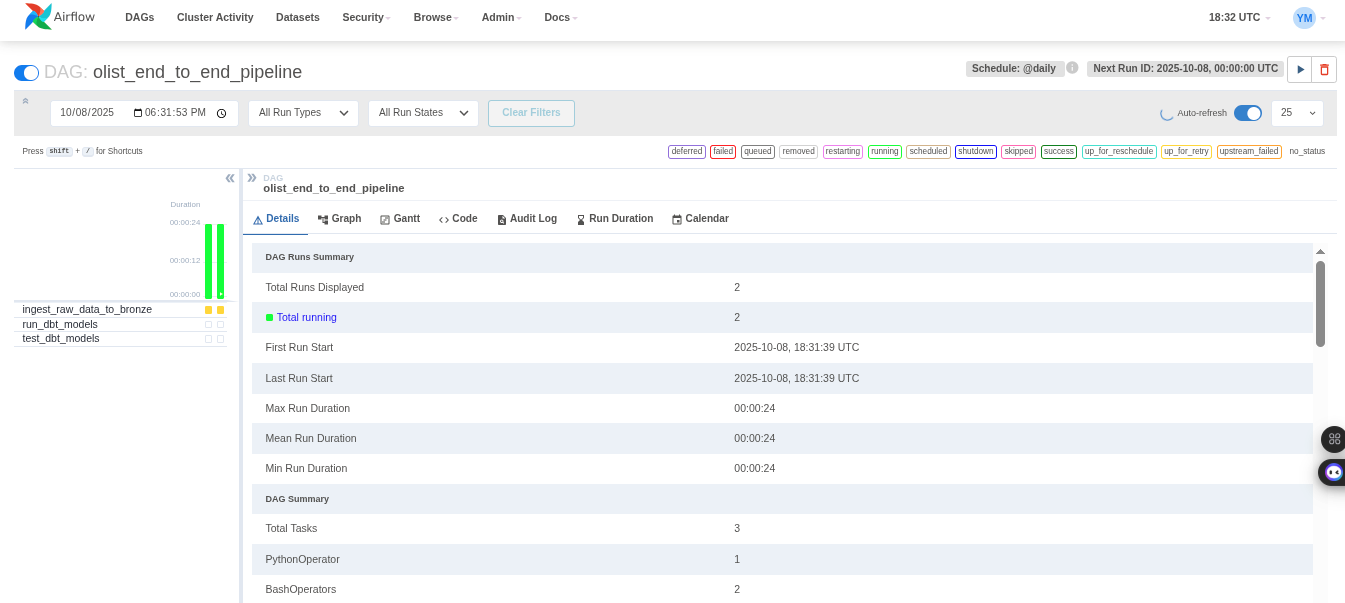 Airflow DAGs Cluster Activity Datasets Security Browse Admin Docs 18:32 UTC YM
DAG: olist_end_to_end_pipeline Schedule: @daily Next Run ID: 2025-10-08, 00:00:00 UTC
10/08/2025 06:31:53 PM All Run Types All Run States Clear Filters Auto-refresh 25
Press shift + / for Shortcuts deferred failed queued removed restarting running scheduled shutdown skipped success up_for_reschedule up_for_retry upstream_failed no_status
DAG
olist_end_to_end_pipeline
Duration
00:00:24
00:00:12
00:00:00
ingest_raw_data_to_bronze
run_dbt_models
test_dbt_models
Details Graph Gantt Code Audit Log Run Duration Calendar
DAG Runs Summary
Total Runs Displayed 2
Total running 2
First Run Start 2025-10-08, 18:31:39 UTC
Last Run Start 2025-10-08, 18:31:39 UTC
Max Run Duration 00:00:24
Mean Run Duration 00:00:24
Min Run Duration 00:00:24
DAG Summary
Total Tasks 3
PythonOperator 1
BashOperators 2